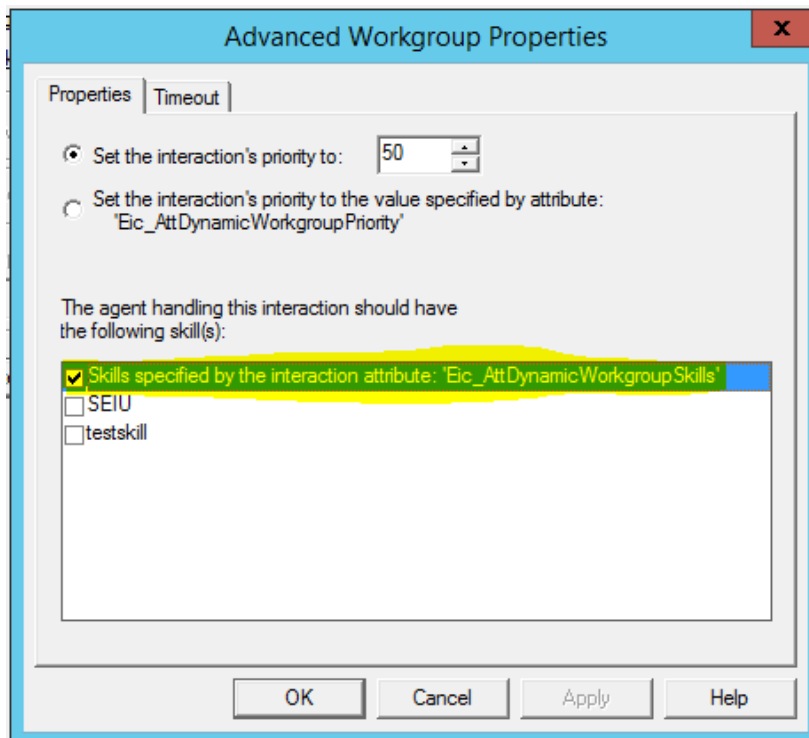 Advanced Workgroup Properties
x
Properties
Timeout
Set the interaction's priority to:
50
Set the interaction's priority to the value specified by attribute:
'Eic_AttDynamicWorkgroupPriority'
The agent handling this interaction should have
the following skill(s):
Skills specified by the interaction attribute: 'Eic_AttDynamicWorkgroupSkills'
SEIU
testskill
OK
Cancel
Apply
Help